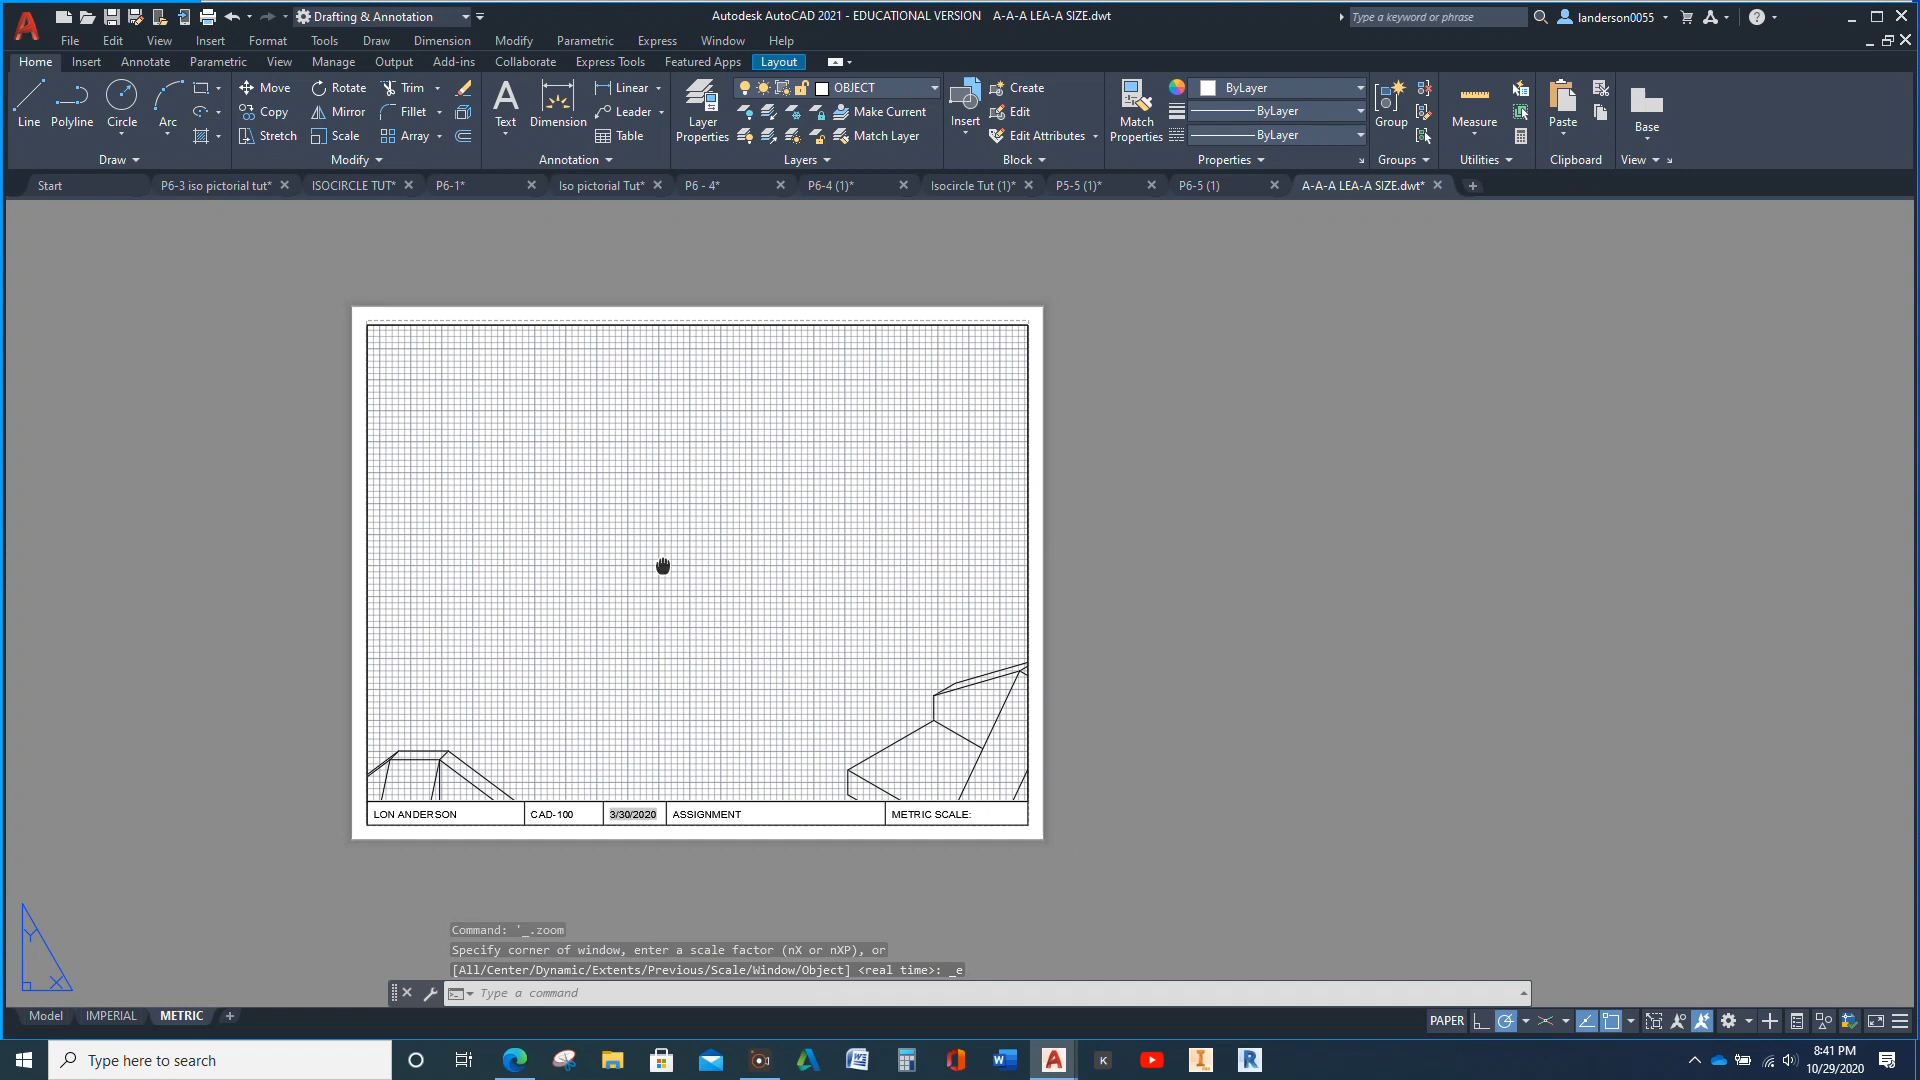 Drafting & Annotation
Autodesk AutoCAD 2021 - EDUCATIONAL VERSION A-A-A LEA-A SIZE.dwt
Type a keyword or phrase
landerson0055
File Edit View Insert Format Tools Draw Dimension Modify Parametric Express Window Help
Home Insert Annotate Parametric View Manage Output Add-ins Collaborate Express Tools Featured Apps Layout
Line Polyline Circle Arc
Draw
Move Rotate Trim
Copy Mirror Fillet
Stretch Scale Array
Modify
Text Dimension
Linear
Leader
Table
Annotation
Layer Properties
OBJECT
Make Current
Match Layer
Layers
Insert
Create
Edit
Edit Attributes
Block
Match Properties
ByLayer
ByLayer
ByLayer
Properties
Group
Groups
Measure
Utilities
Paste
Clipboard
Base
View
Start P6-3 iso pictorial tut* ISOCIRCLE TUT* P6-1* Iso pictorial Tut* P6 - 4* P6-4 (1)* Isocircle Tut (1)* P5-5 (1)* P6-5 (1) A-A-A LEA-A SIZE.dwt*
LON ANDERSON CAD-100 3/30/2020 ASSIGNMENT METRIC SCALE:
Y
X
Command: '_.zoom
Specify corner of window, enter a scale factor (nX or nXP), or
[All/Center/Dynamic/Extents/Previous/Scale/Window/Object] <real time>: _e
Type a command
Model IMPERIAL METRIC
PAPER
Type here to search
8:41 PM
10/29/2020